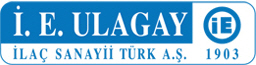 İ. E. ULAGAY
İE
İLAÇ SANAYİİ TÜRK A.Ş. 1903